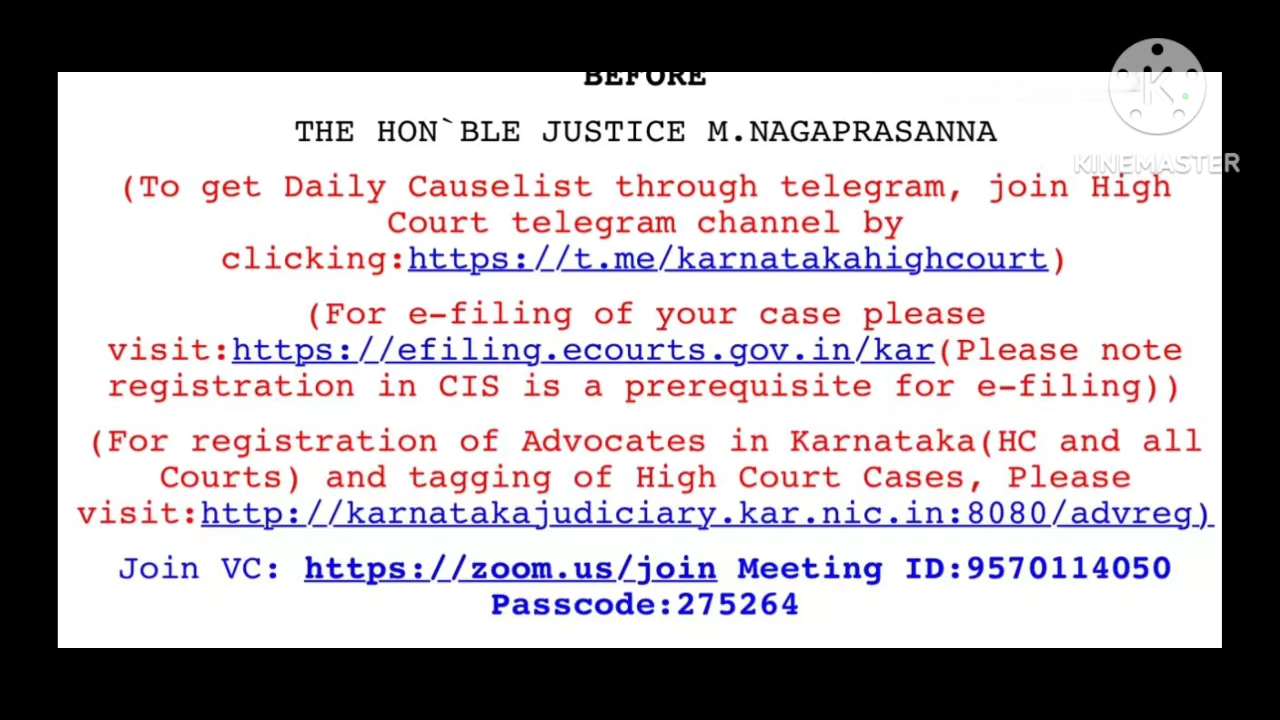 BEFORE
THE HON`BLE JUSTICE M.NAGAPRASANNA
(To get Daily Causelist through telegram, join High
Court telegram channel by
clicking:https://t.me/karnatakahighcourt)
(For e-filing of your case please
visit:https://efiling.ecourts.gov.in/kar(Please note
registration in CIS is a prerequisite for e-filing))
(For registration of Advocates in Karnataka(HC and all
Courts) and tagging of High Court Cases, Please
visit:http://karnatakajudiciary.kar.nic.in:8080/advreg)
Join VC: https://zoom.us/join Meeting ID:9570114050
Passcode:275264
K
KINEMASTER